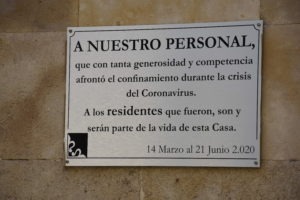 A NUESTRO PERSONAL,
que con tanta generosidad y competencia
afrontó el confinamiento durante la crisis
del Coronavirus.
A los residentes que fueron, son y
serán parte de la vida de esta Casa.
14 Marzo al 21 Junio 2.020